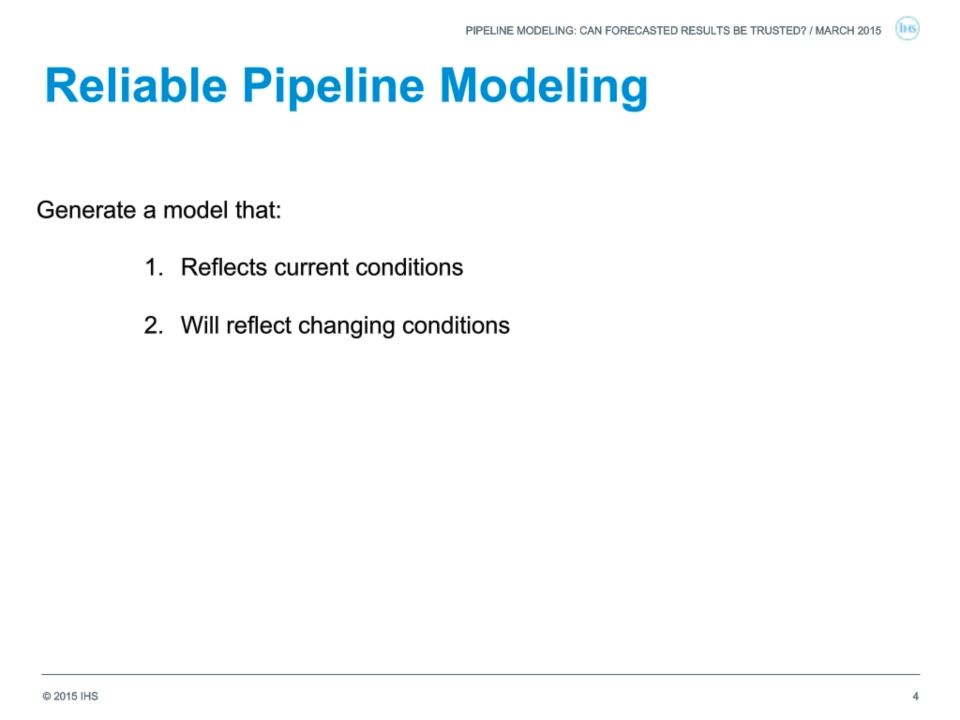 PIPELINE MODELING: CAN FORECASTED RESULTS BE TRUSTED? / MARCH 2015
IHS
Reliable Pipeline Modeling
Generate a model that:
1. Reflects current conditions
2. Will reflect changing conditions
© 2015 IHS
4